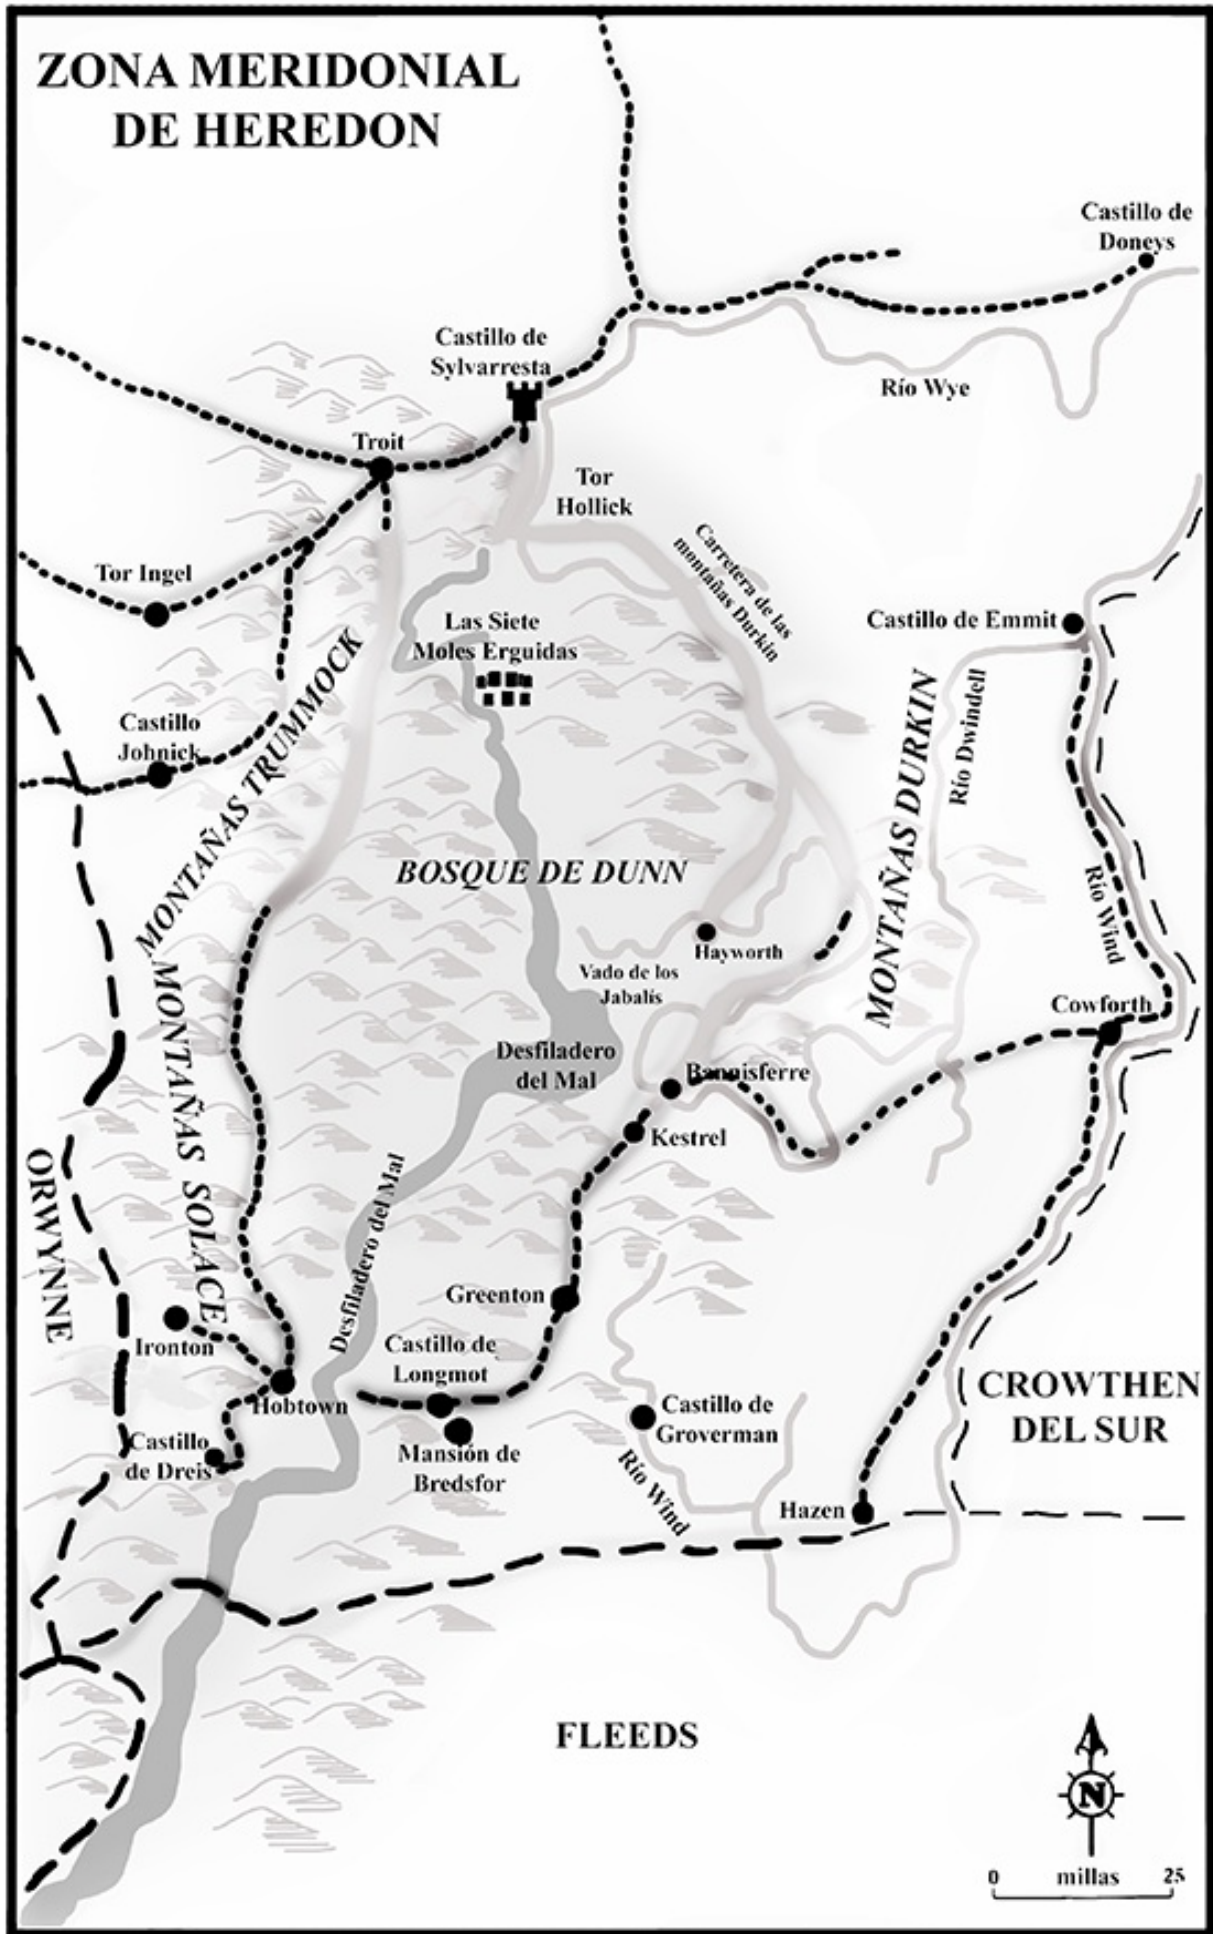 ZONA MERIDONIAL
DE HEREDON
Castillo de
Doneys
Castillo de
Sylvarresta
Río Wye
Troit
Tor
Hollick
Carretera de las
montañas Durkin
Tor Ingel
Las Siete
Moles Erguidas
Castillo de Emmit
Castillo
Johnick
MONTAÑAS TRUMMOCK
MONTAÑAS DURKIN
Río Dwindell
BOSQUE DE DUNN
Río Wind
Hayworth
Vado de los
Jabalís
MONTAÑAS SOLACE
Cowforth
Desfiladero
del Mal
Bannisferre
Kestrel
ORWYNNE
Desfiladero del Mal
Greenton
Ironton
Castillo de
Longmot
Hobtown
CROWTHEN
DEL SUR
Castillo de
Groverman
Castillo
de Dreis
Mansión de
Bredsfor
Río Wind
Hazen
FLEEDS
N
0 millas 25